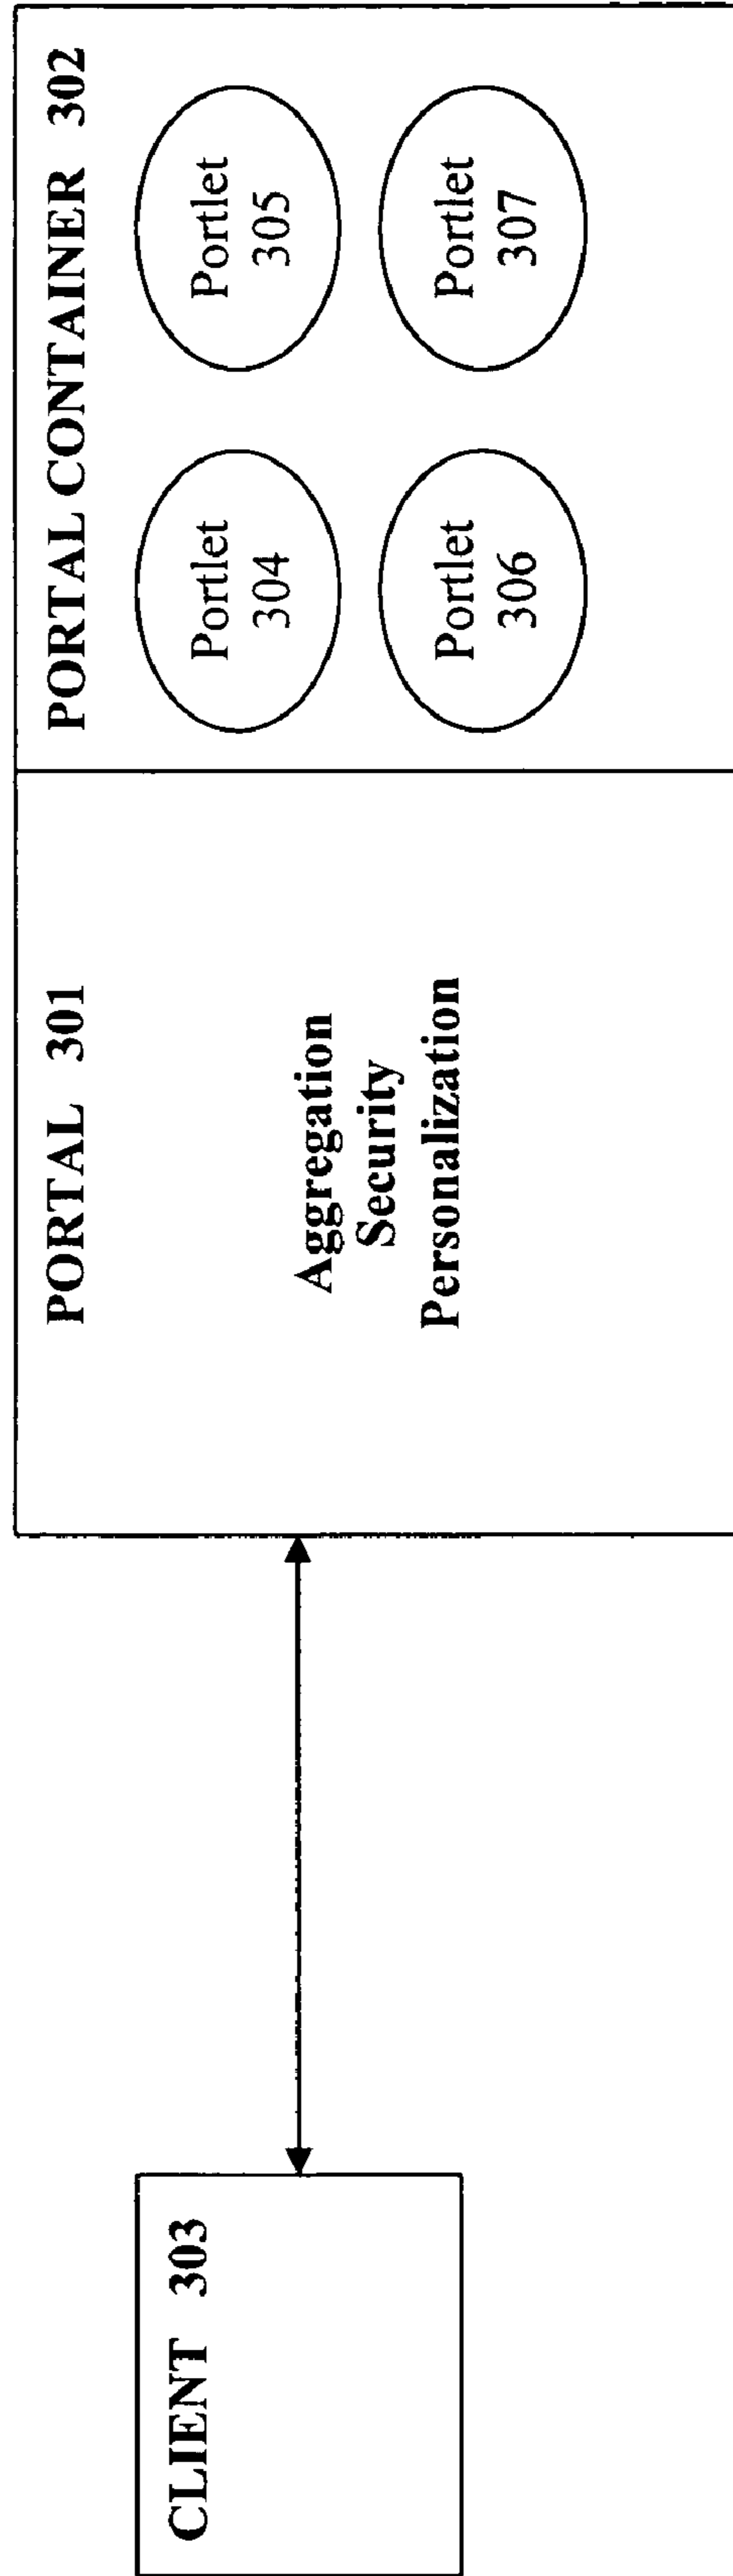 CLIENT 303
PORTAL 301
Aggregation
Security
Personalization
PORTAL CONTAINER 302
Portlet
304
Portlet
305
Portlet
306
Portlet
307